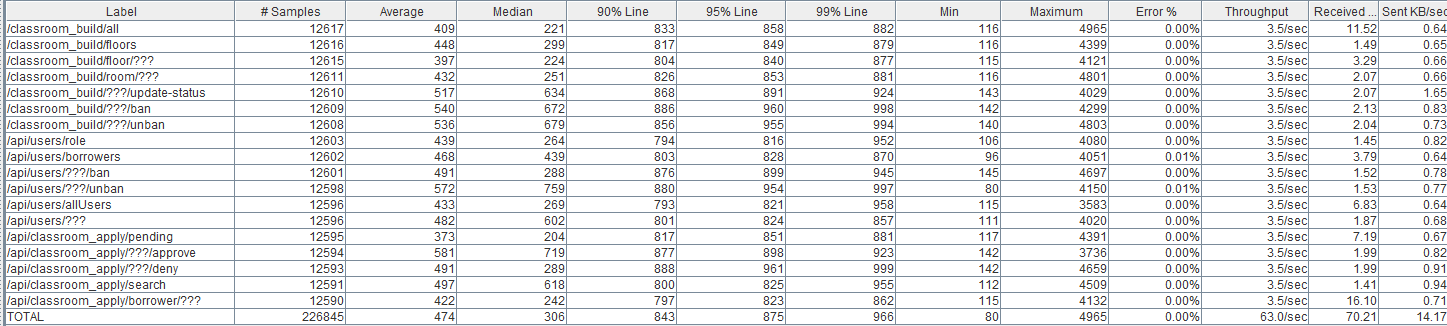 Label # Samples Average Median 90% Line 95% Line 99% Line Min Maximum Error % Throughput Received ... Sent KB/sec
/classroom_build/all 12617 409 221 833 858 882 116 4965 0.00% 3.5/sec 11.52 0.64
/classroom_build/floors 12616 448 299 817 849 879 116 4399 0.00% 3.5/sec 1.49 0.65
/classroom_build/floor/??? 12615 397 224 804 840 877 115 4121 0.00% 3.5/sec 3.29 0.66
/classroom_build/room/??? 12611 432 251 826 853 881 116 4801 0.00% 3.5/sec 2.07 0.66
/classroom_build/???/update-status 12610 517 634 868 891 924 143 4029 0.00% 3.5/sec 2.07 1.65
/classroom_build/???/ban 12609 540 672 886 960 998 142 4299 0.00% 3.5/sec 2.13 0.83
/classroom_build/???/unban 12608 536 679 856 955 994 140 4803 0.00% 3.5/sec 2.04 0.73
/api/users/role 12603 439 264 794 816 952 106 4080 0.00% 3.5/sec 1.45 0.82
/api/users/borrowers 12602 468 439 803 828 870 96 4051 0.01% 3.5/sec 3.79 0.64
/api/users/???/ban 12601 491 288 876 899 945 145 4697 0.00% 3.5/sec 1.52 0.78
/api/users/???/unban 12598 572 759 880 954 997 80 4150 0.01% 3.5/sec 1.53 0.77
/api/users/allUsers 12596 433 269 793 821 958 115 3583 0.00% 3.5/sec 6.83 0.64
/api/users/??? 12596 482 602 801 824 857 111 4020 0.00% 3.5/sec 1.87 0.68
/api/classroom_apply/pending 12595 373 204 817 851 881 117 4391 0.00% 3.5/sec 7.19 0.67
/api/classroom_apply/???/approve 12594 581 719 877 898 923 142 3736 0.00% 3.5/sec 1.99 0.82
/api/classroom_apply/???/deny 12593 491 289 888 961 999 142 4659 0.00% 3.5/sec 1.99 0.91
/api/classroom_apply/search 12591 497 618 800 825 955 112 4509 0.00% 3.5/sec 1.41 0.94
/api/classroom_apply/borrower/??? 12590 422 242 797 823 862 115 4132 0.00% 3.5/sec 16.10 0.71
TOTAL 226845 474 306 843 875 966 80 4965 0.00% 63.0/sec 70.21 14.17